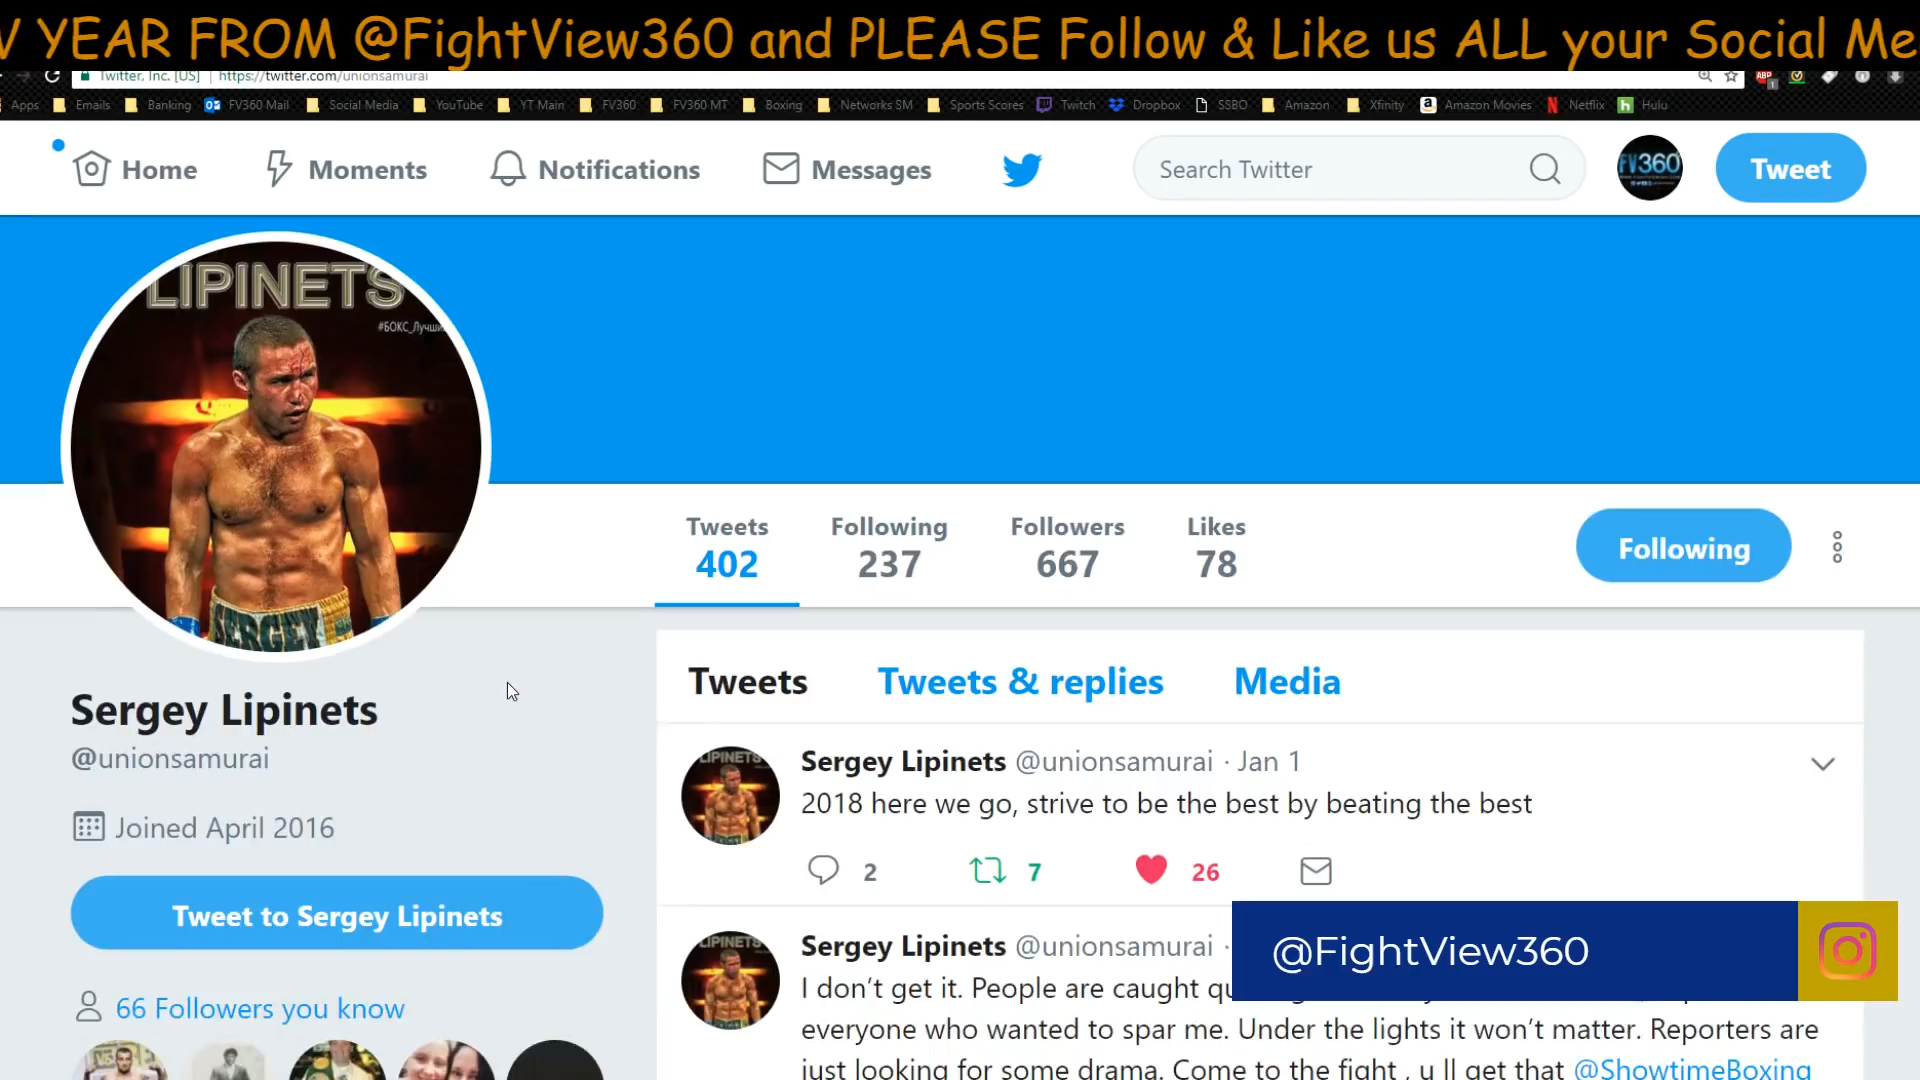 YEAR FROM @FightView360 and PLEASE Follow & Like us ALL your Social Me
Twitter, Inc. [US] | https://twitter.com/unionsamurai
Apps Emails Banking FV360 Mail Social Media YouTube YT Main FV360 FV360 MT Boxing Networks SM Sports Scores Twitch Dropbox SSBO Amazon Xfinity Amazon Movies Netflix Hulu
Home Moments Notifications Messages Search Twitter FV360 Tweet
LIPINETS
#БОКС_Лучши
SERGEY
Tweets Following Followers Likes
402 237 667 78
Following
Sergey Lipinets
@unionsamurai
Joined April 2016
Tweet to Sergey Lipinets
66 Followers you know
Tweets Tweets & replies Media
Sergey Lipinets @unionsamurai · Jan 1
2018 here we go, strive to be the best by beating the best
2 7 26
Sergey Lipinets @unionsamurai ·
I don't get it. People are caught
everyone who wanted to spar me. Under the lights it won't matter. Reporters are
just looking for some drama. Come to the fight , u ll get that @ShowtimeBoxing
@FightView360